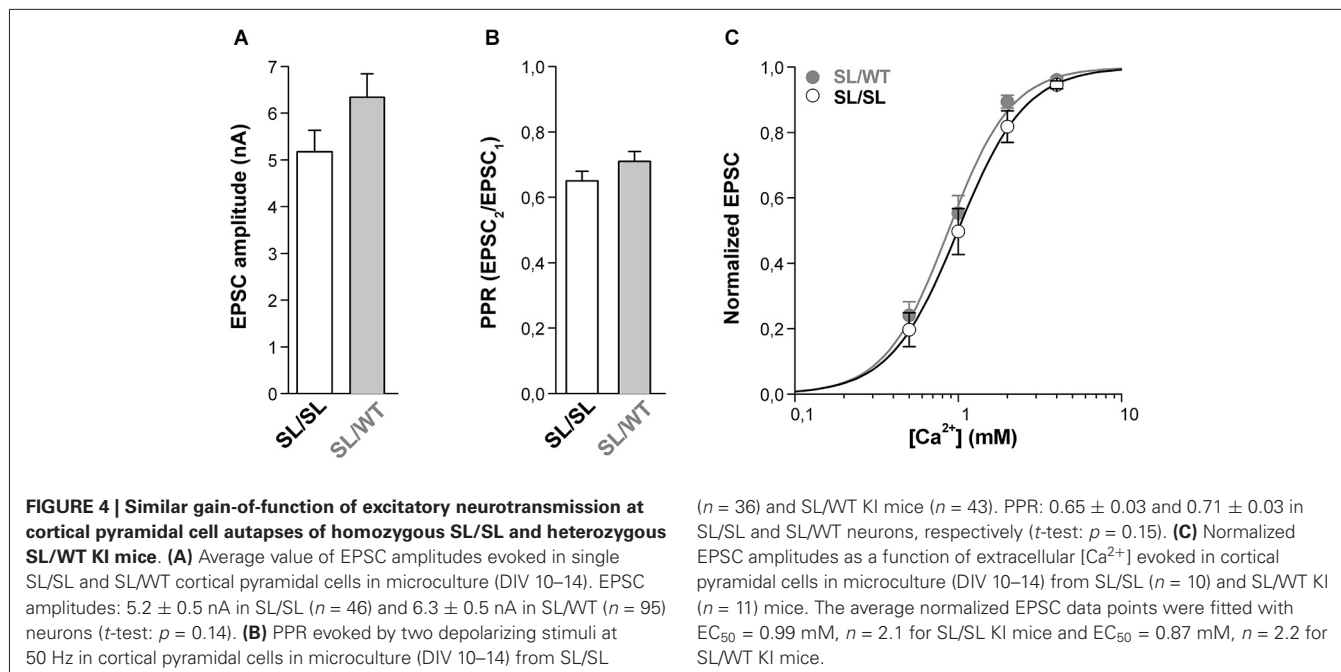 A
EPSC amplitude (nA)
7
6
5
4
3
2
1
0
SL/SL
SL/WT
B
PPR (EPSC₂/EPSC₁)
1,0
0,8
0,6
0,4
0,2
0,0
SL/SL
SL/WT
C
Normalized EPSC
1,0
0,8
0,6
0,4
0,2
0,0
SL/WT
SL/SL
0,1
1
10
[Ca²⁺] (mM)
FIGURE 4 | Similar gain-of-function of excitatory neurotransmission at
cortical pyramidal cell autapses of homozygous SL/SL and heterozygous
SL/WT KI mice. (A) Average value of EPSC amplitudes evoked in single
SL/SL and SL/WT cortical pyramidal cells in microculture (DIV 10–14). EPSC
amplitudes: 5.2 ± 0.5 nA in SL/SL (n = 46) and 6.3 ± 0.5 nA in SL/WT (n = 95)
neurons (t-test: p = 0.14). (B) PPR evoked by two depolarizing stimuli at
50 Hz in cortical pyramidal cells in microculture (DIV 10–14) from SL/SL
(n = 36) and SL/WT KI mice (n = 43). PPR: 0.65 ± 0.03 and 0.71 ± 0.03 in
SL/SL and SL/WT neurons, respectively (t-test: p = 0.15). (C) Normalized
EPSC amplitudes as a function of extracellular [Ca²⁺] evoked in cortical
pyramidal cells in microculture (DIV 10–14) from SL/SL (n = 10) and SL/WT KI
(n = 11) mice. The average normalized EPSC data points were fitted with
EC₅₀ = 0.99 mM, n = 2.1 for SL/SL KI mice and EC₅₀ = 0.87 mM, n = 2.2 for
SL/WT KI mice.